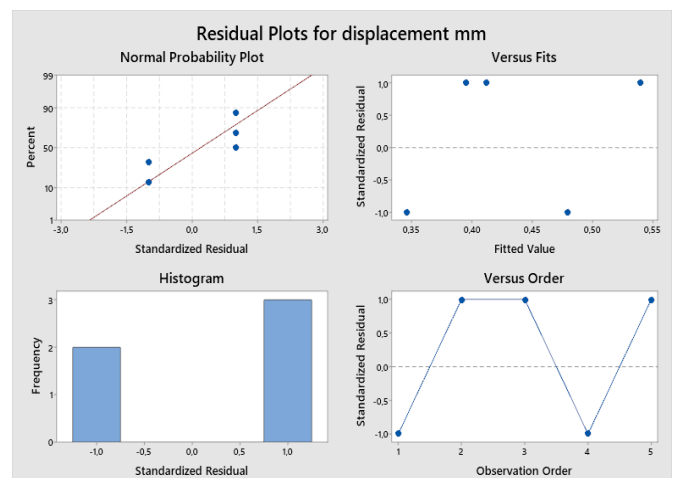 Residual Plots for displacement mm
Normal Probability Plot
99
90
50
10
1
-3,0 -1,5 0,0 1,5 3,0
Percent
Standardized Residual
Versus Fits
1,0
0,5
0,0
-0,5
-1,0
0,35 0,40 0,45 0,50 0,55
Standardized Residual
Fitted Value
Histogram
3
2
1
0
-1,0 -0,5 0,0 0,5 1,0
Frequency
Standardized Residual
Versus Order
1,0
0,5
0,0
-0,5
-1,0
1 2 3 4 5
Standardized Residual
Observation Order